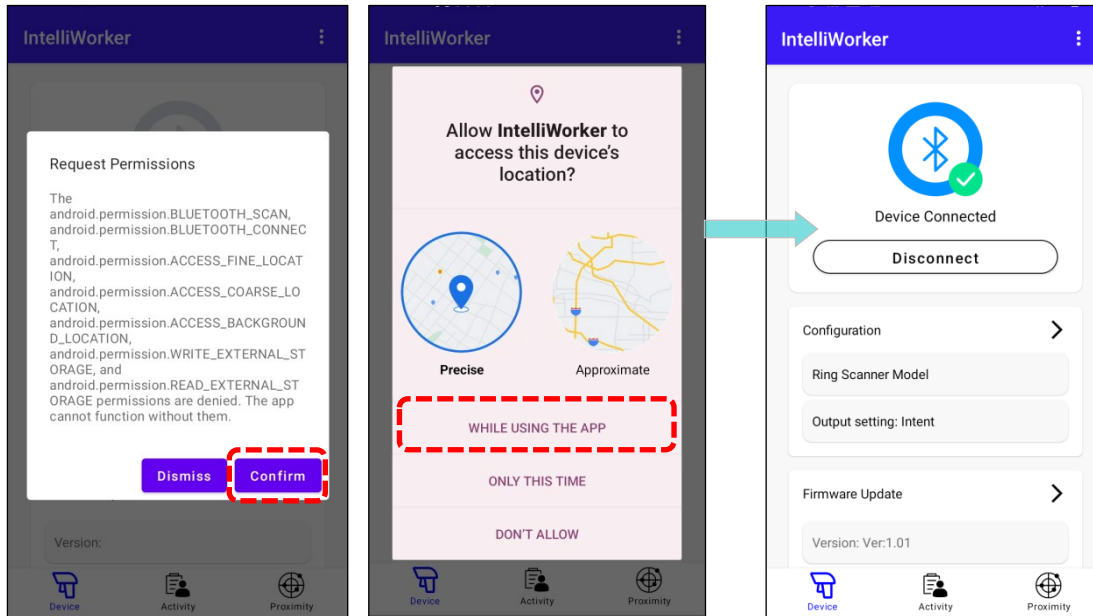 IntelliWorker
Request Permissions
The
android.permission.BLUETOOTH_SCAN,
android.permission.BLUETOOTH_CONNEC
T,
android.permission.ACCESS_FINE_LOCAT
ION,
android.permission.ACCESS_COARSE_LO
CATION,
android.permission.ACCESS_BACKGROUN
D_LOCATION,
android.permission.WRITE_EXTERNAL_ST
ORAGE, and
android.permission.READ_EXTERNAL_ST
ORAGE permissions are denied. The app
cannot function without them.
Dismiss Confirm
Version:
Device Activity Proximity
IntelliWorker
Allow IntelliWorker to
access this device’s
location?
Precise Approximate
WHILE USING THE APP
ONLY THIS TIME
DON’T ALLOW
Device Activity Proximity
IntelliWorker
Device Connected
Disconnect
Configuration
Ring Scanner Model
Output setting: Intent
Firmware Update
Version: Ver:1.01
Device Activity Proximity